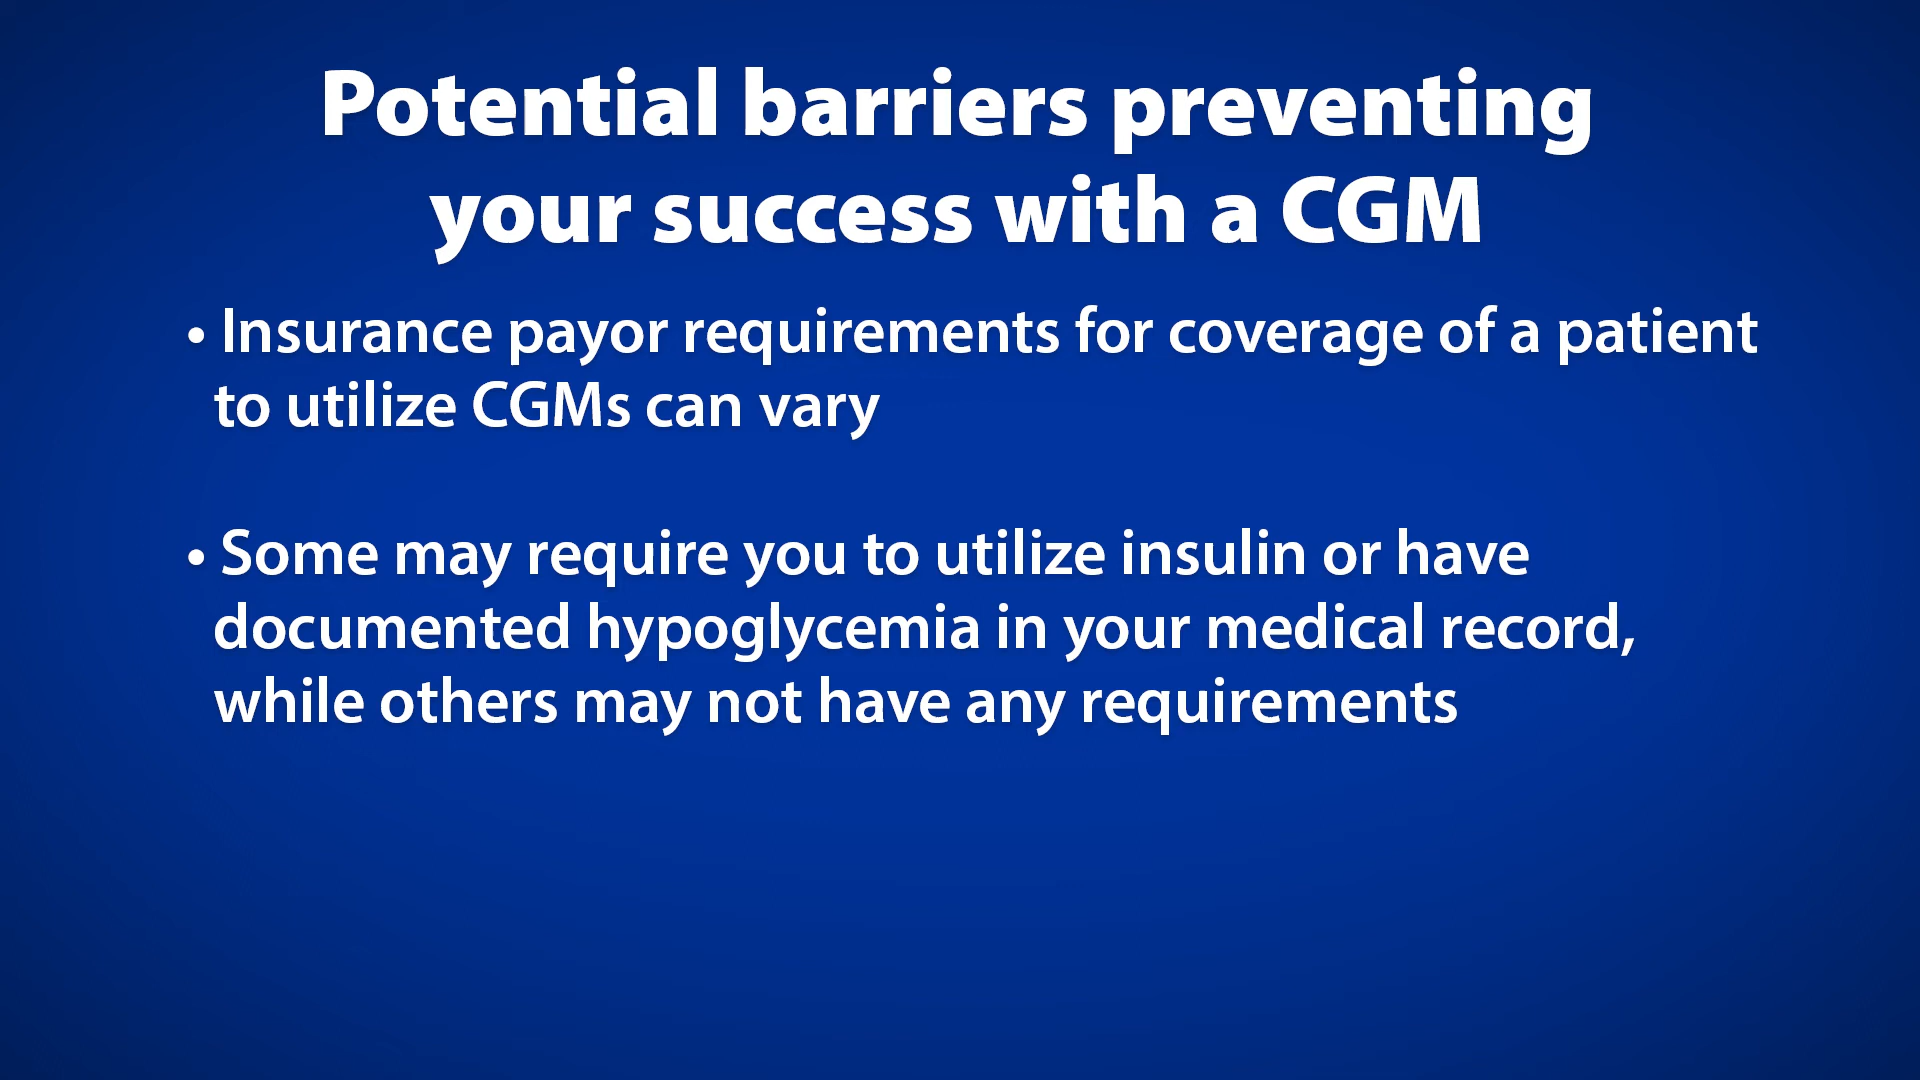 Potential barriers preventing
your success with a CGM
• Insurance payor requirements for coverage of a patient
to utilize CGMs can vary
• Some may require you to utilize insulin or have
documented hypoglycemia in your medical record,
while others may not have any requirements